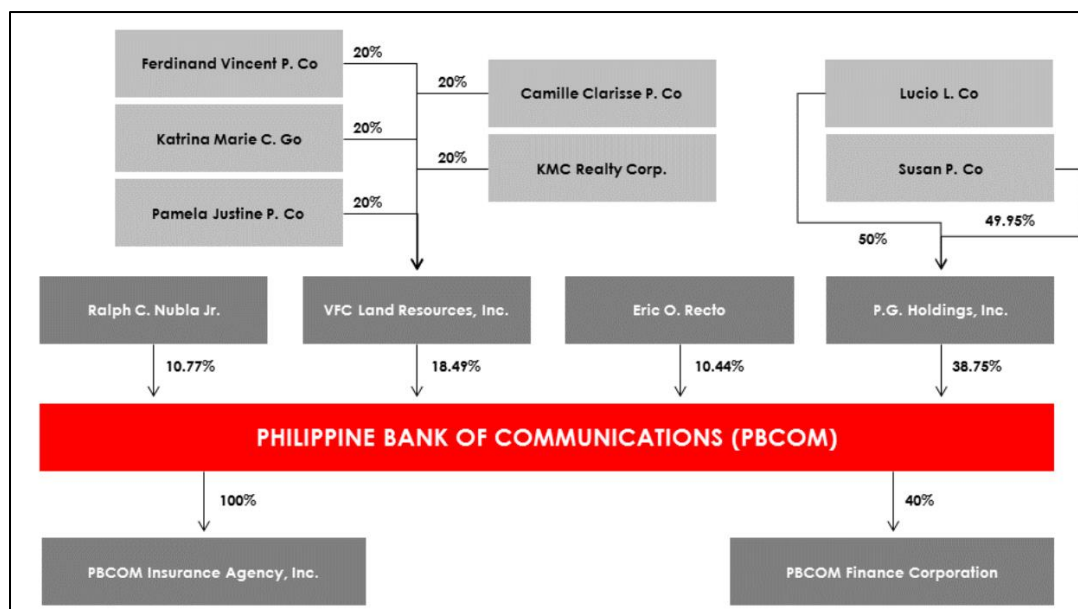 Ferdinand Vincent P. Co
20%
20%
Camille Clarisse P. Co
Lucio L. Co
Katrina Marie C. Go
20%
20%
KMC Realty Corp.
Susan P. Co
Pamela Justine P. Co
20%
49.95%
50%
Ralph C. Nubla Jr.
VFC Land Resources, Inc.
Eric O. Recto
P.G. Holdings, Inc.
10.77%
18.49%
10.44%
38.75%
PHILIPPINE BANK OF COMMUNICATIONS (PBCOM)
100%
40%
PBCOM Insurance Agency, Inc.
PBCOM Finance Corporation